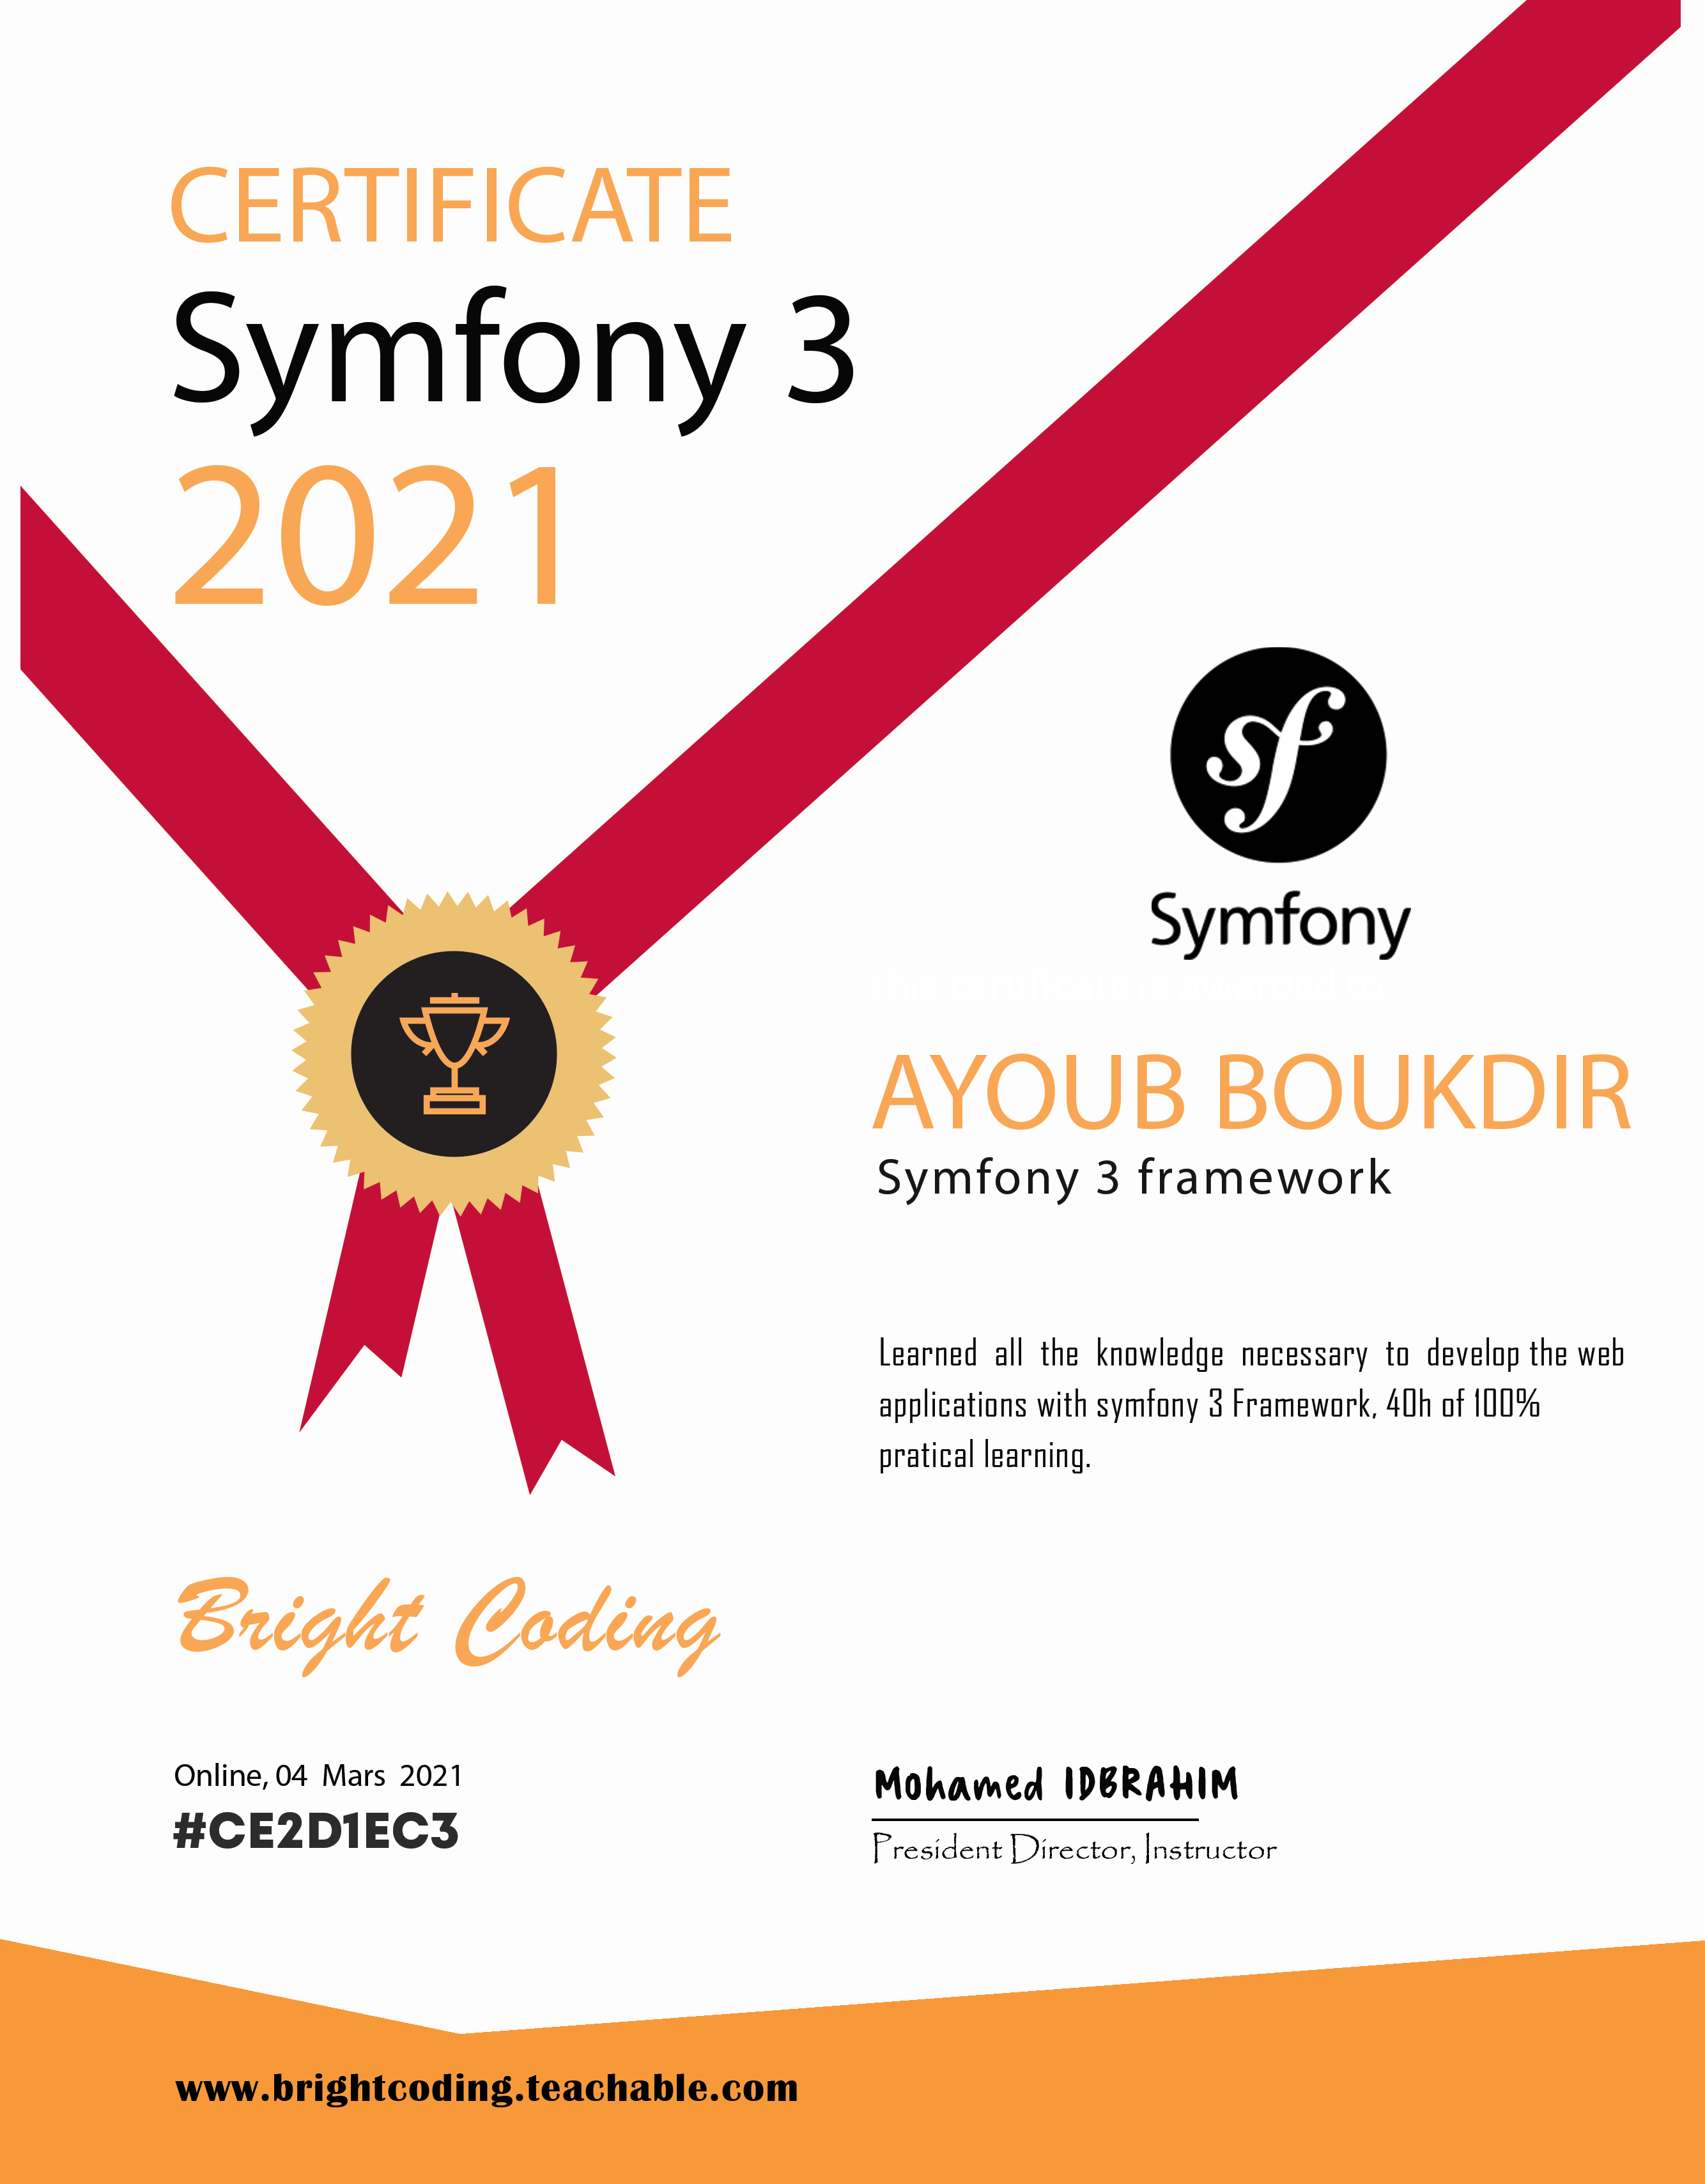 CERTIFICATE
Symfony 3
2021
sf
Symfony
This certificate is awarded to
AYOUB BOUKDIR
Symfony 3 framework
Learned all the knowledge necessary to develop the web
applications with symfony 3 Framework, 40h of 100%
pratical learning.
Bright Coding
Online, 04 Mars 2021
#CE2D1EC3
Mohamed IDBRAHIM
President Director, Instructor
www.brightcoding.teachable.com